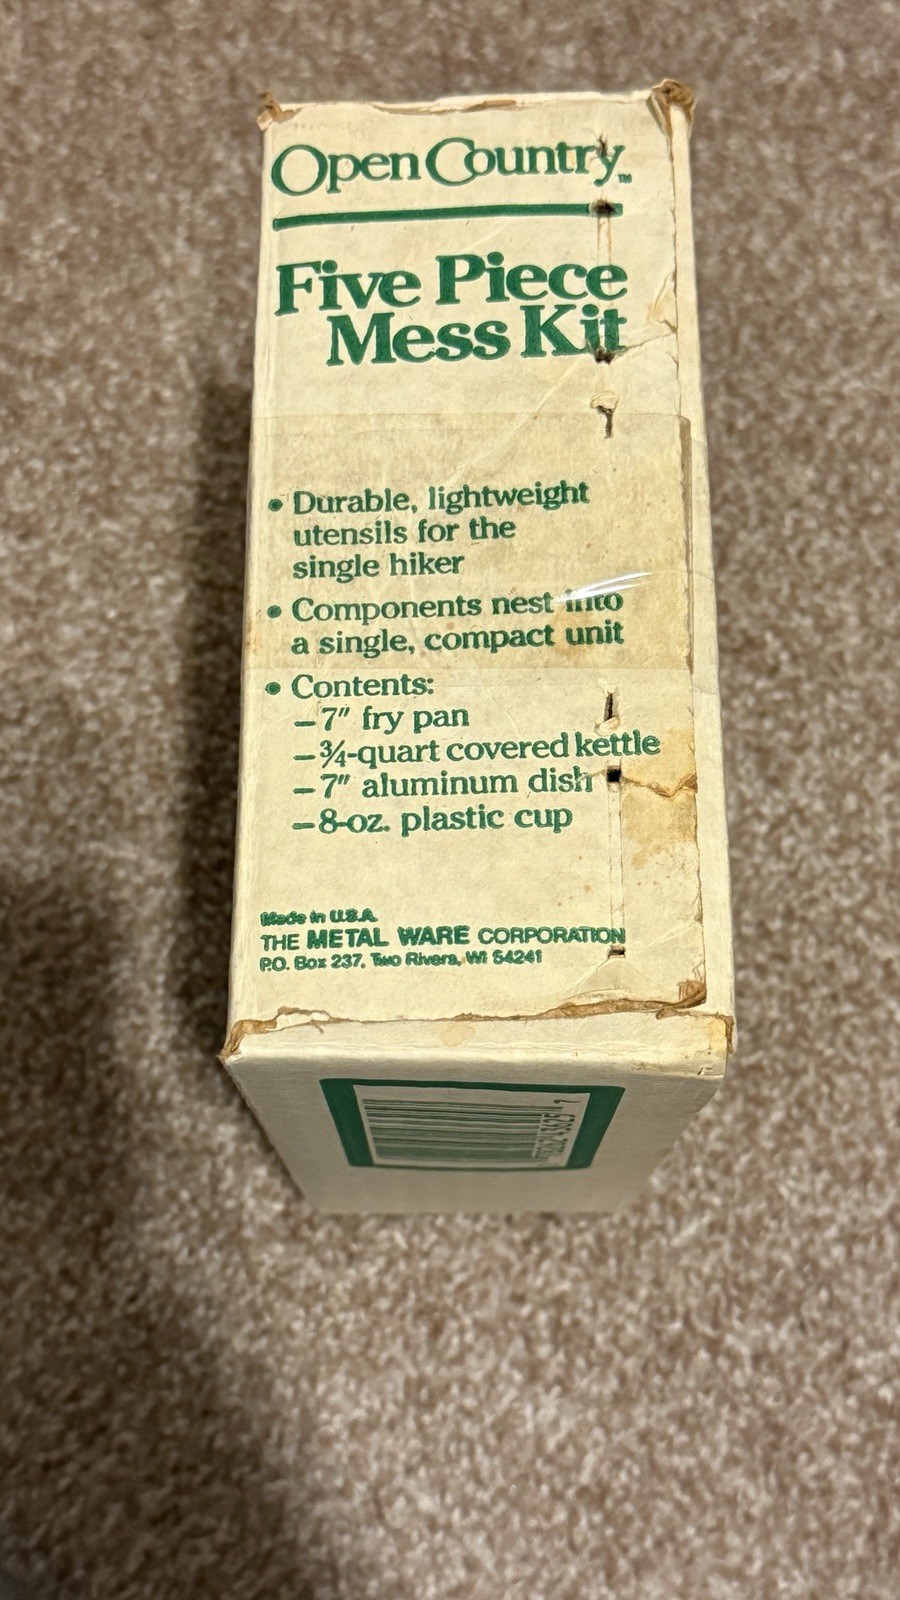 Open Country™
Five Piece
Mess Kit
• Durable, lightweight
utensils for the
single hiker
• Components nest into
a single, compact unit
• Contents:
– 7″ fry pan
– ¾-quart covered kettle
– 7″ aluminum dish
– 8-oz. plastic cup
Made in U.S.A.
THE METAL WARE CORPORATION
P.O. Box 237, Two Rivers, WI 54241